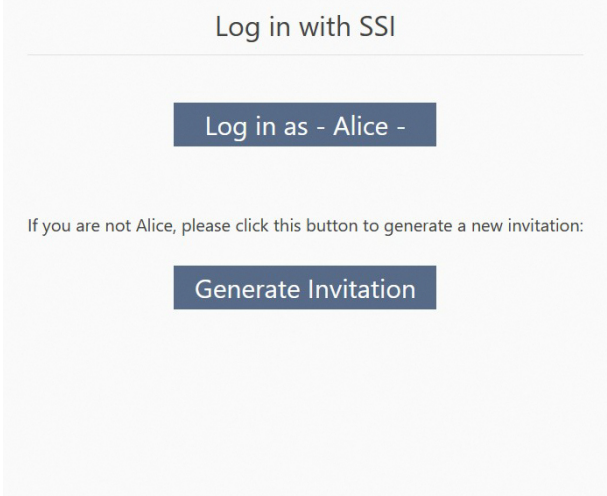 Log in with SSI
Log in as - Alice -
If you are not Alice, please click this button to generate a new invitation:
Generate Invitation